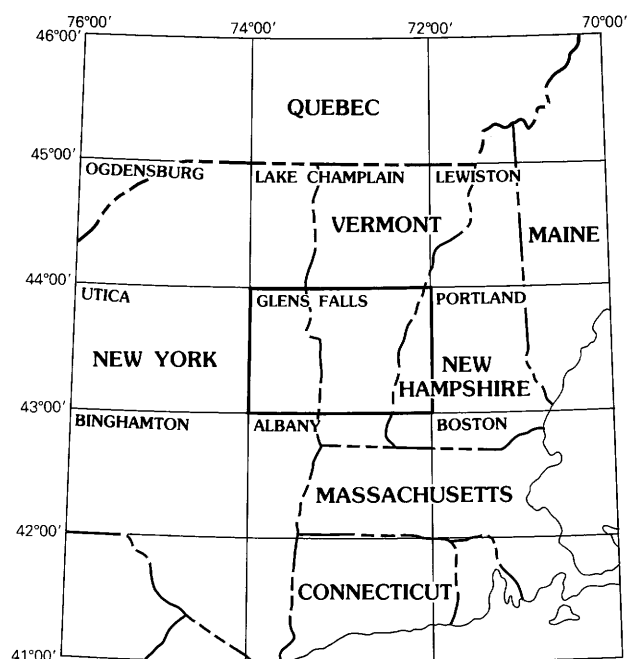 76°00′ 74°00′ 72°00′ 70°00′
46°00′
QUEBEC
45°00′
OGDENSBURG LAKE CHAMPLAIN LEWISTON
VERMONT
MAINE
44°00′
UTICA GLENS FALLS PORTLAND
NEW YORK
NEW
HAMPSHIRE
43°00′
BINGHAMTON ALBANY BOSTON
MASSACHUSETTS
42°00′
CONNECTICUT
41°00′